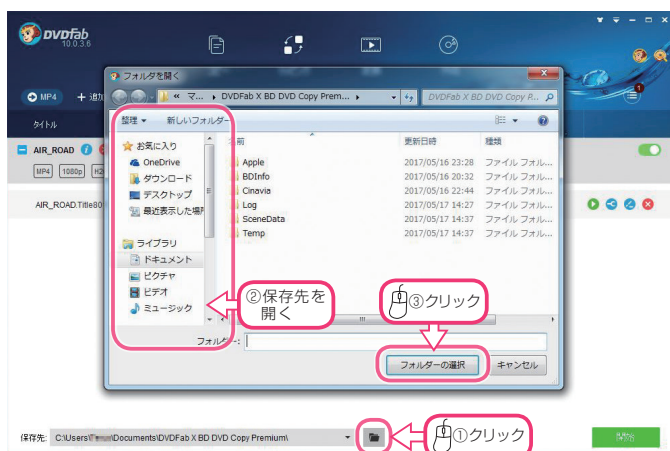 DVDFab
10.0.3.6
MP4 + 追加
タイトル
フォルダを開く
« マ... ▸ DVDFab X BD DVD Copy Prem... ▸
DVDFab X BD DVD Copy P...
整理 新しいフォルダー
更新日時 種類
お気に入り
OneDrive
ダウンロード
デスクトップ
最近表示した場所
ライブラリ
ドキュメント
ピクチャ
ビデオ
ミュージック
Apple 2017/05/16 23:28 ファイル フォル...
BDInfo 2017/05/16 20:32 ファイル フォル...
Cinavia 2017/05/16 22:44 ファイル フォル...
Log 2017/05/17 14:27 ファイル フォル...
SceneData 2017/05/17 14:37 ファイル フォル...
Temp 2017/05/17 14:37 ファイル フォル...
AIR_ROAD
MP4 1080p
AIR_ROAD.Title80
②保存先を
開く
③クリック
フォルダー:
フォルダーの選択 キャンセル
保存先: C:\Users\ \Documents\DVDFab X BD DVD Copy Premium\
①クリック
開始